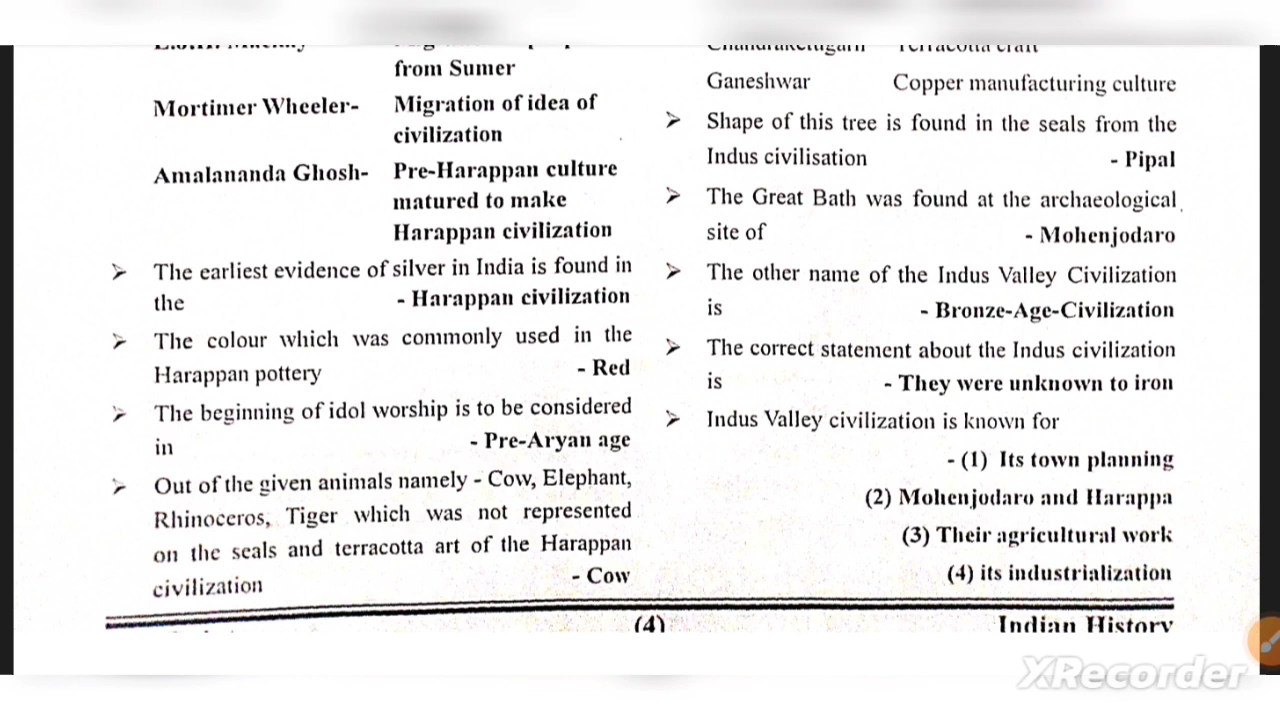 from Sumer
Mortimer Wheeler- Migration of idea of
civilization
Amalananda Ghosh- Pre-Harappan culture
matured to make
Harappan civilization
➢ The earliest evidence of silver in India is found in
the - Harappan civilization
➢ The colour which was commonly used in the
Harappan pottery - Red
➢ The beginning of idol worship is to be considered
in - Pre-Aryan age
➢ Out of the given animals namely - Cow, Elephant,
Rhinoceros, Tiger which was not represented
on the seals and terracotta art of the Harappan
civilization - Cow
Chandraketugarh Terracotta craft
Ganeshwar Copper manufacturing culture
➢ Shape of this tree is found in the seals from the
Indus civilisation - Pipal
➢ The Great Bath was found at the archaeological
site of - Mohenjodaro
➢ The other name of the Indus Valley Civilization
is - Bronze-Age-Civilization
➢ The correct statement about the Indus civilization
is - They were unknown to iron
➢ Indus Valley civilization is known for
- (1) Its town planning
(2) Mohenjodaro and Harappa
(3) Their agricultural work
(4) its industrialization
(4) Indian History
XRecorder